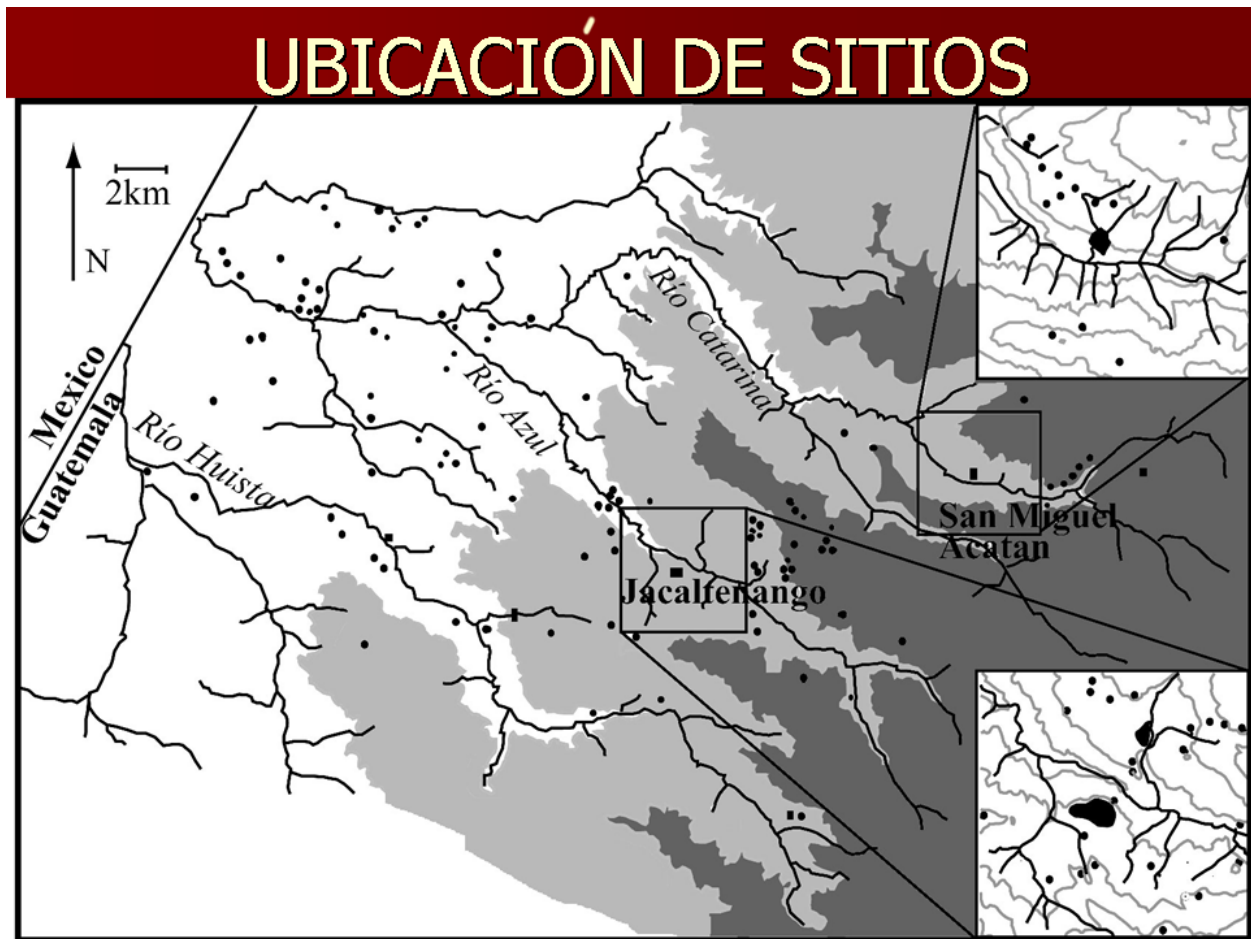 UBICACIÓN DE SITIOS
2km
N
Mexico
Guatemala
Río Huista
Río Azul
Río Catarina
San Miguel
Acatan
Jacaltenango